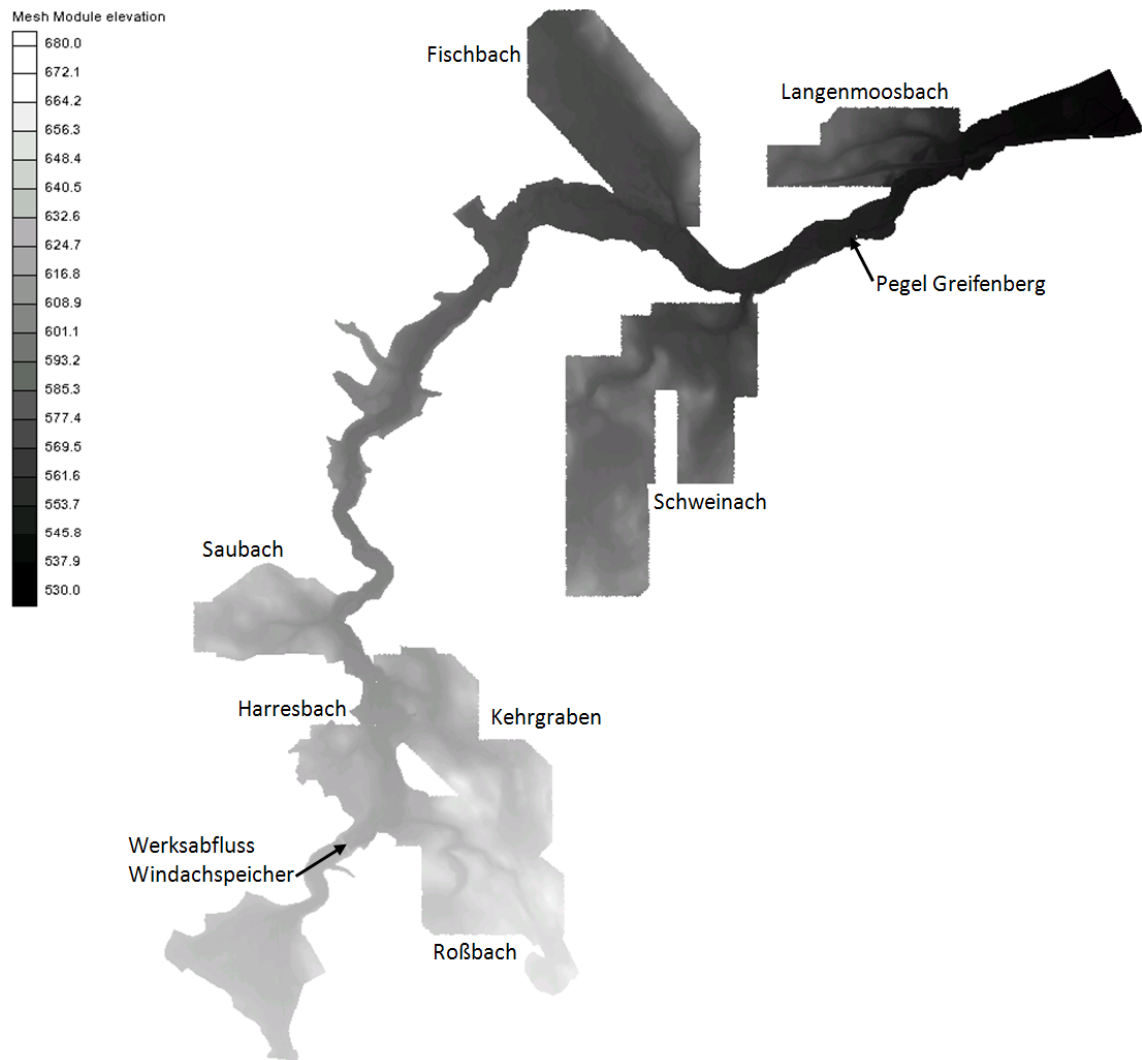 Mesh Module elevation
680.0
672.1
664.2
656.3
648.4
640.5
632.6
624.7
616.8
608.9
601.1
593.2
585.3
577.4
569.5
561.6
553.7
545.8
537.9
530.0
Fischbach
Langenmoosbach
Pegel Greifenberg
Schweinach
Saubach
Harresbach
Kehrgraben
Werksabfluss
Windachspeicher
Roßbach